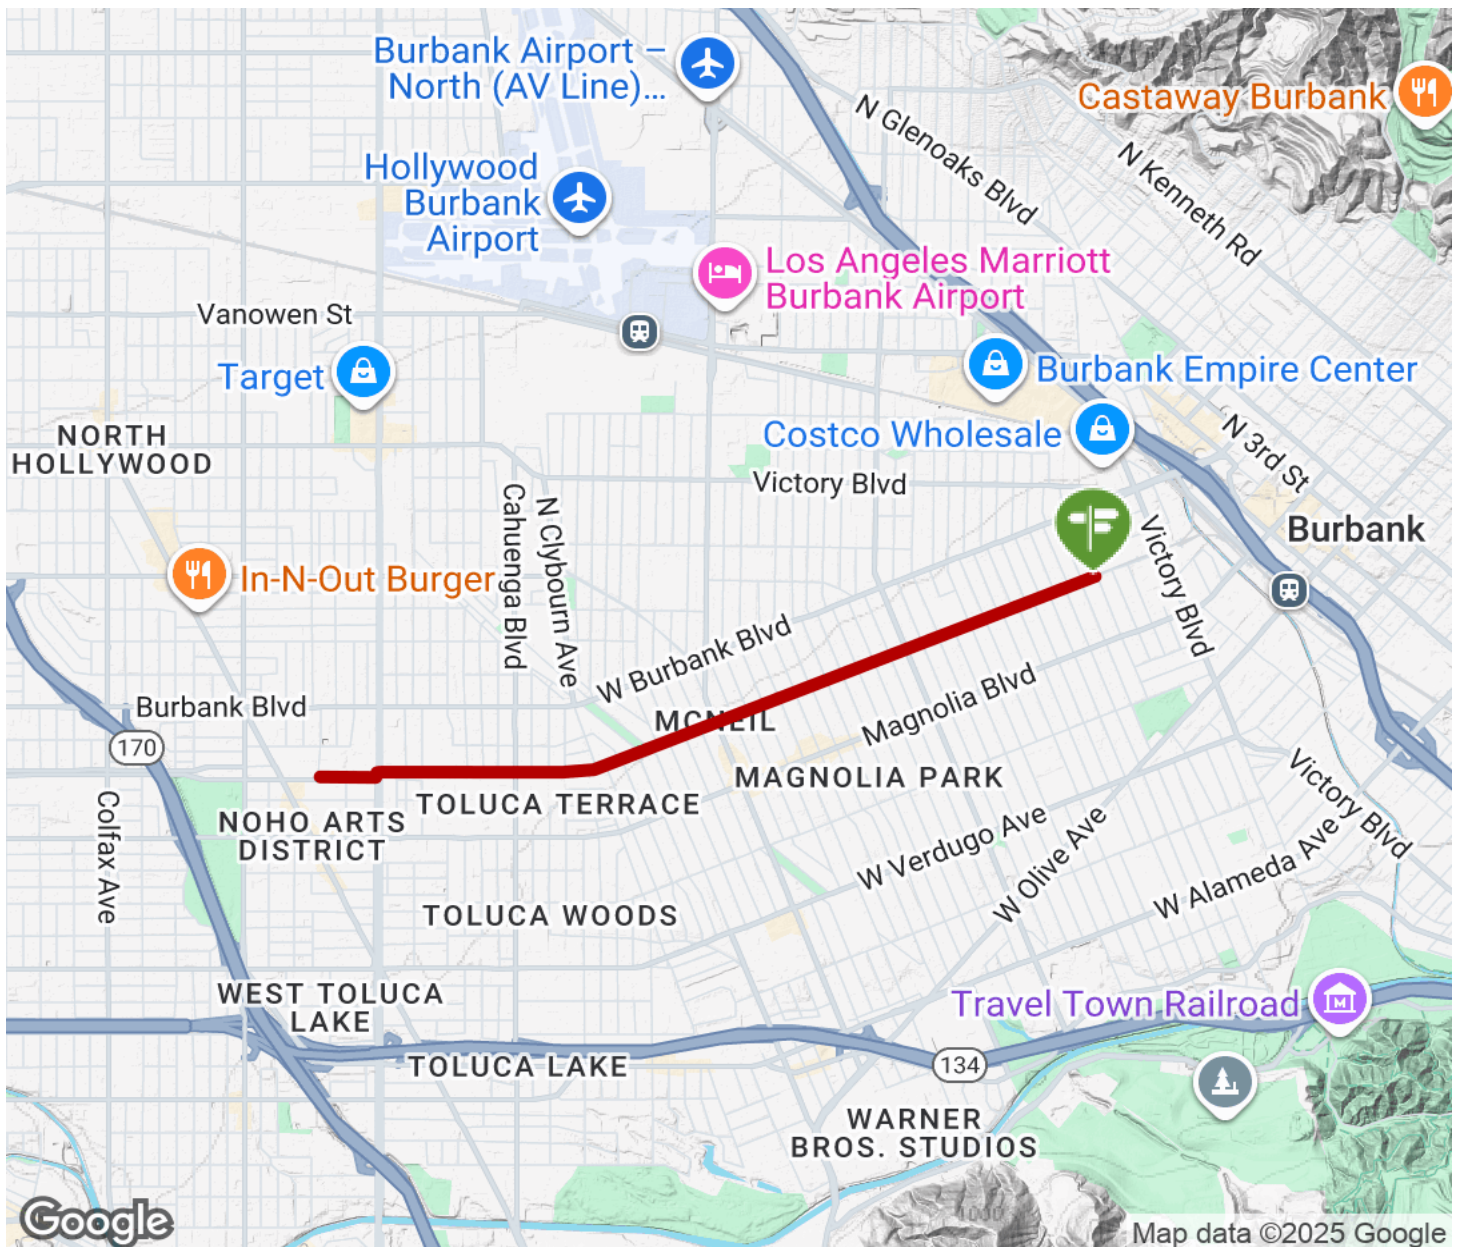 Burbank Airport –
North (AV Line)...
Castaway Burbank
N Glenoaks Blvd
N Kenneth Rd
Hollywood
Burbank
Airport
Los Angeles Marriott
Burbank Airport
Vanowen St
Target
Burbank Empire Center
NORTH
HOLLYWOOD
Costco Wholesale
N 3rd St
Victory Blvd
Cahuenga Blvd
N Clybourn Ave
Victory Blvd
Burbank
In-N-Out Burger
W Burbank Blvd
Burbank Blvd
MCNEIL
Magnolia Blvd
170
MAGNOLIA PARK
Victory Blvd
TOLUCA TERRACE
Colfax Ave
NOHO ARTS
DISTRICT
W Verdugo Ave
W Olive Ave
W Alameda Ave
TOLUCA WOODS
WEST TOLUCA
LAKE
Travel Town Railroad
TOLUCA LAKE
134
WARNER
BROS. STUDIOS
1000
Google
Map data ©2025 Google